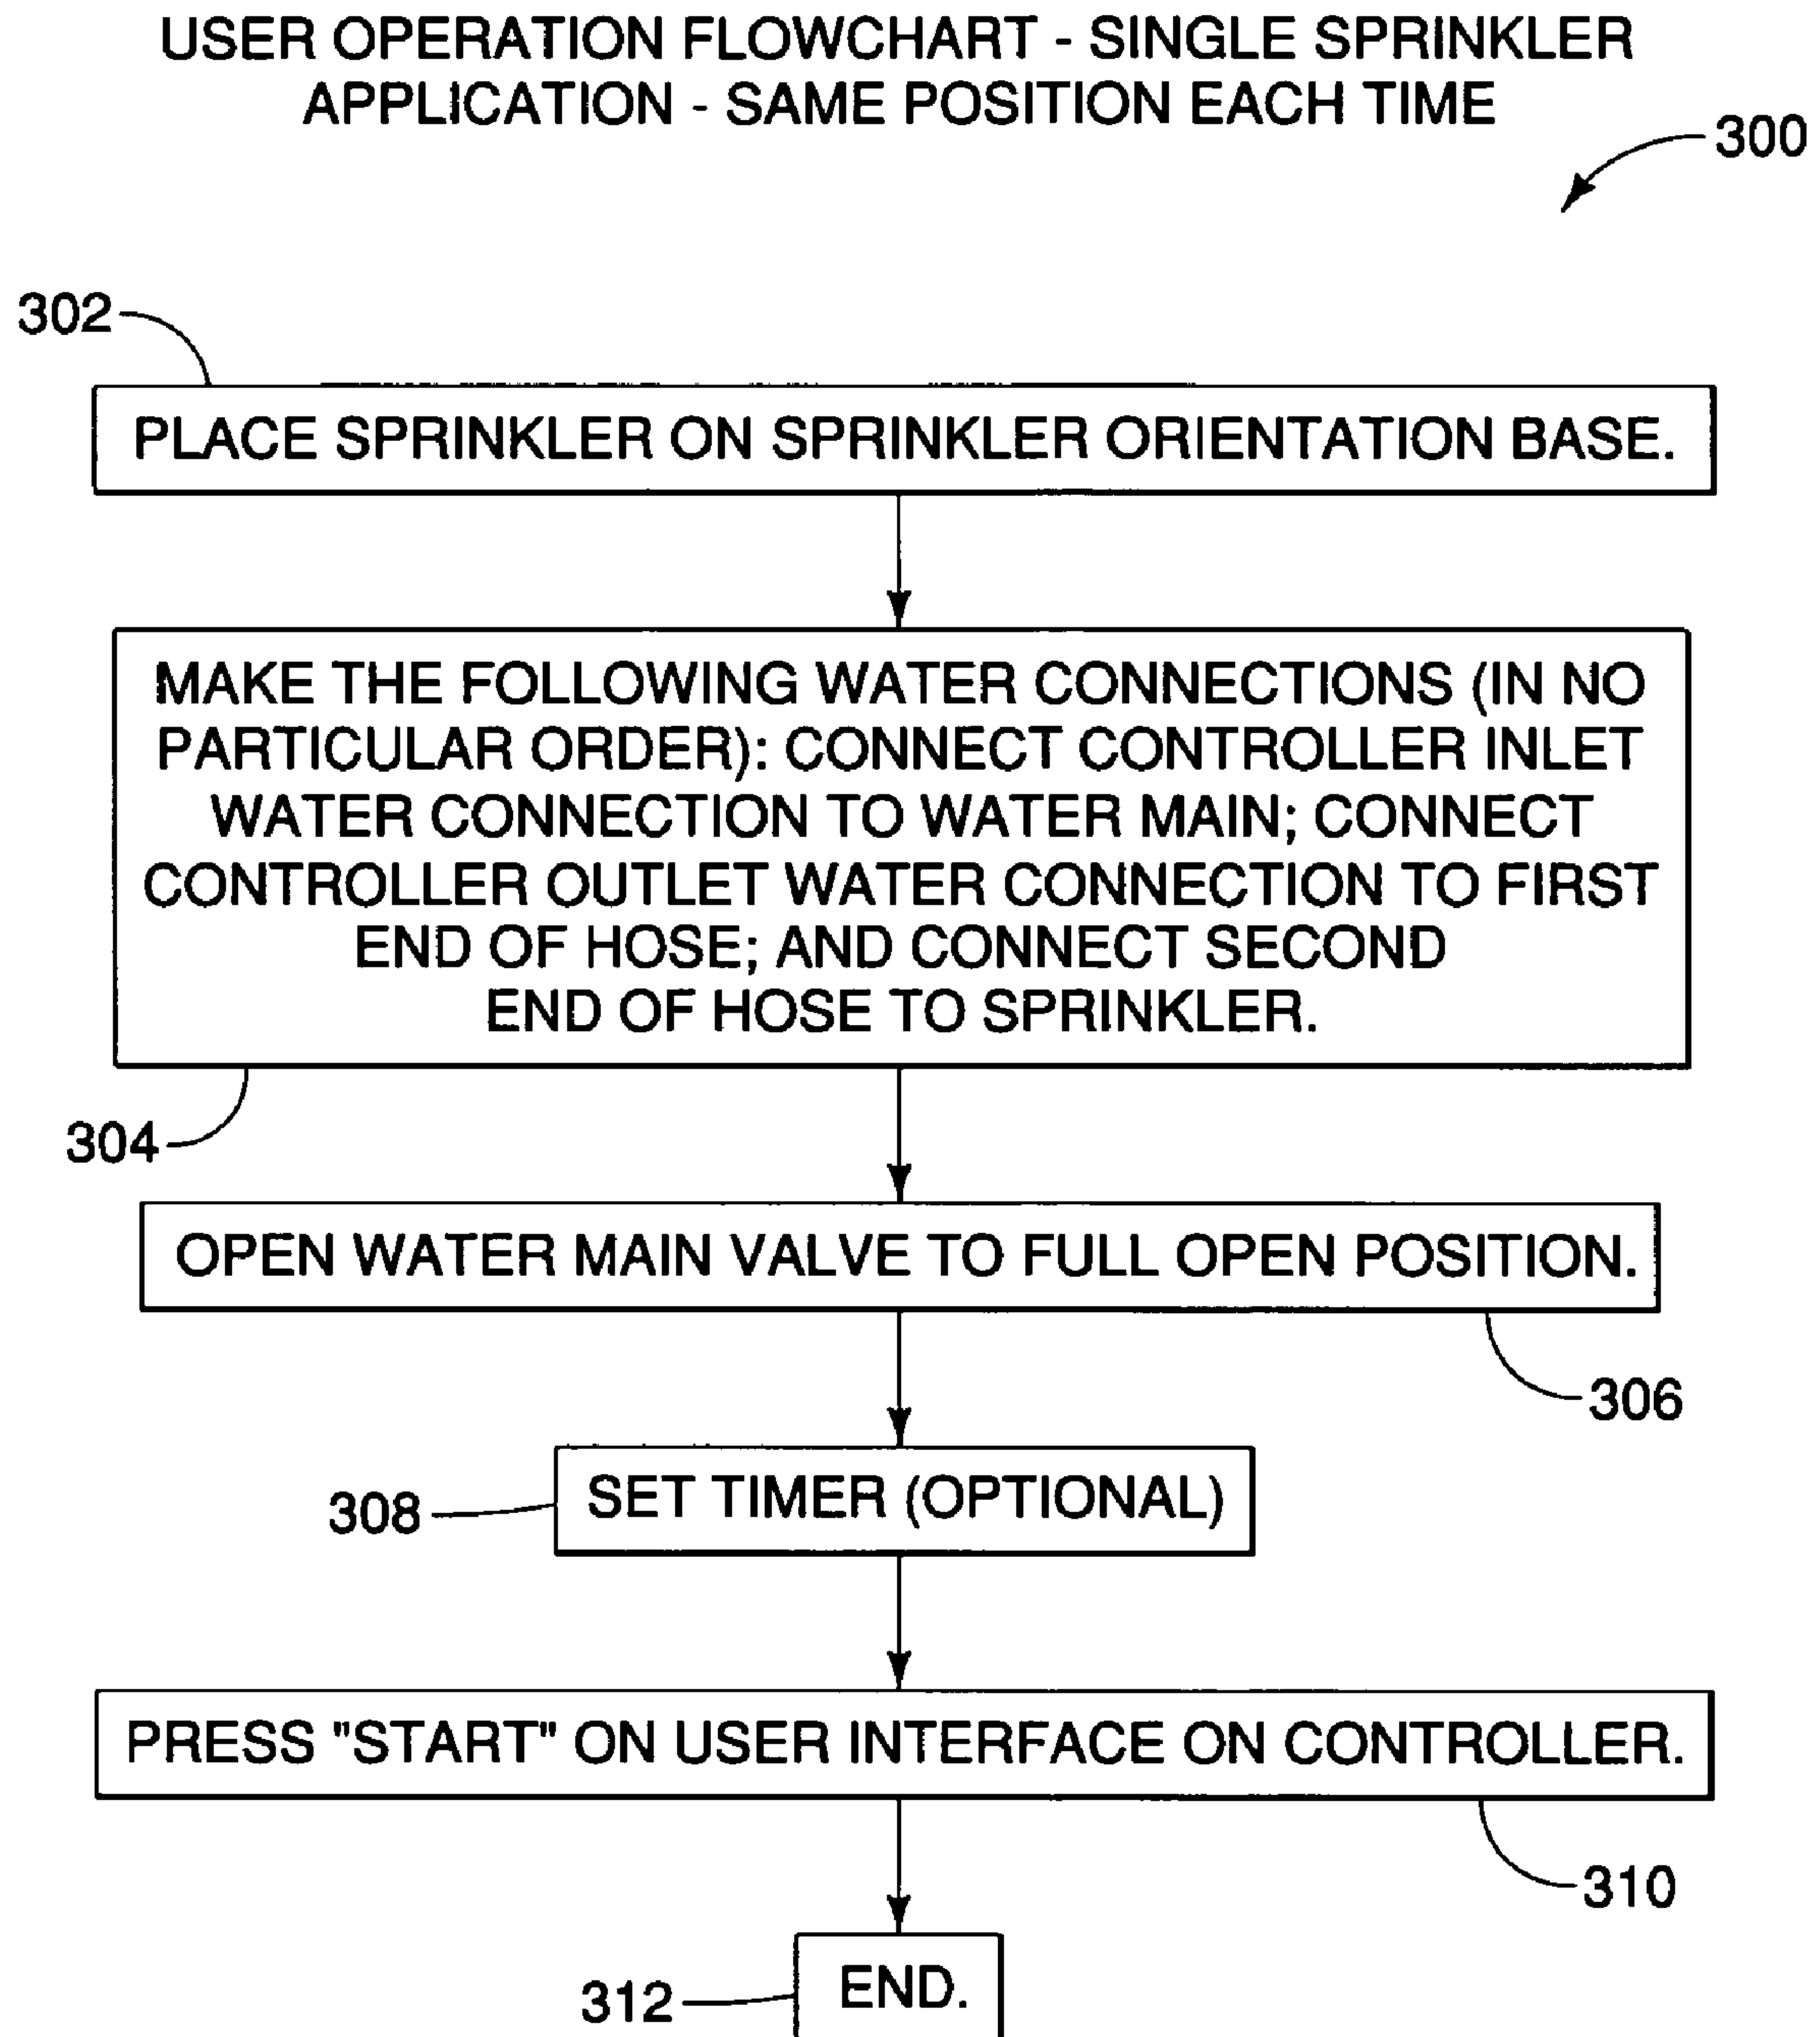 USER OPERATION FLOWCHART - SINGLE SPRINKLER
APPLICATION - SAME POSITION EACH TIME
300
302
PLACE SPRINKLER ON SPRINKLER ORIENTATION BASE.
MAKE THE FOLLOWING WATER CONNECTIONS (IN NO
PARTICULAR ORDER): CONNECT CONTROLLER INLET
WATER CONNECTION TO WATER MAIN; CONNECT
CONTROLLER OUTLET WATER CONNECTION TO FIRST
END OF HOSE; AND CONNECT SECOND
END OF HOSE TO SPRINKLER.
304
OPEN WATER MAIN VALVE TO FULL OPEN POSITION.
306
308
SET TIMER (OPTIONAL)
PRESS "START" ON USER INTERFACE ON CONTROLLER.
310
312
END.